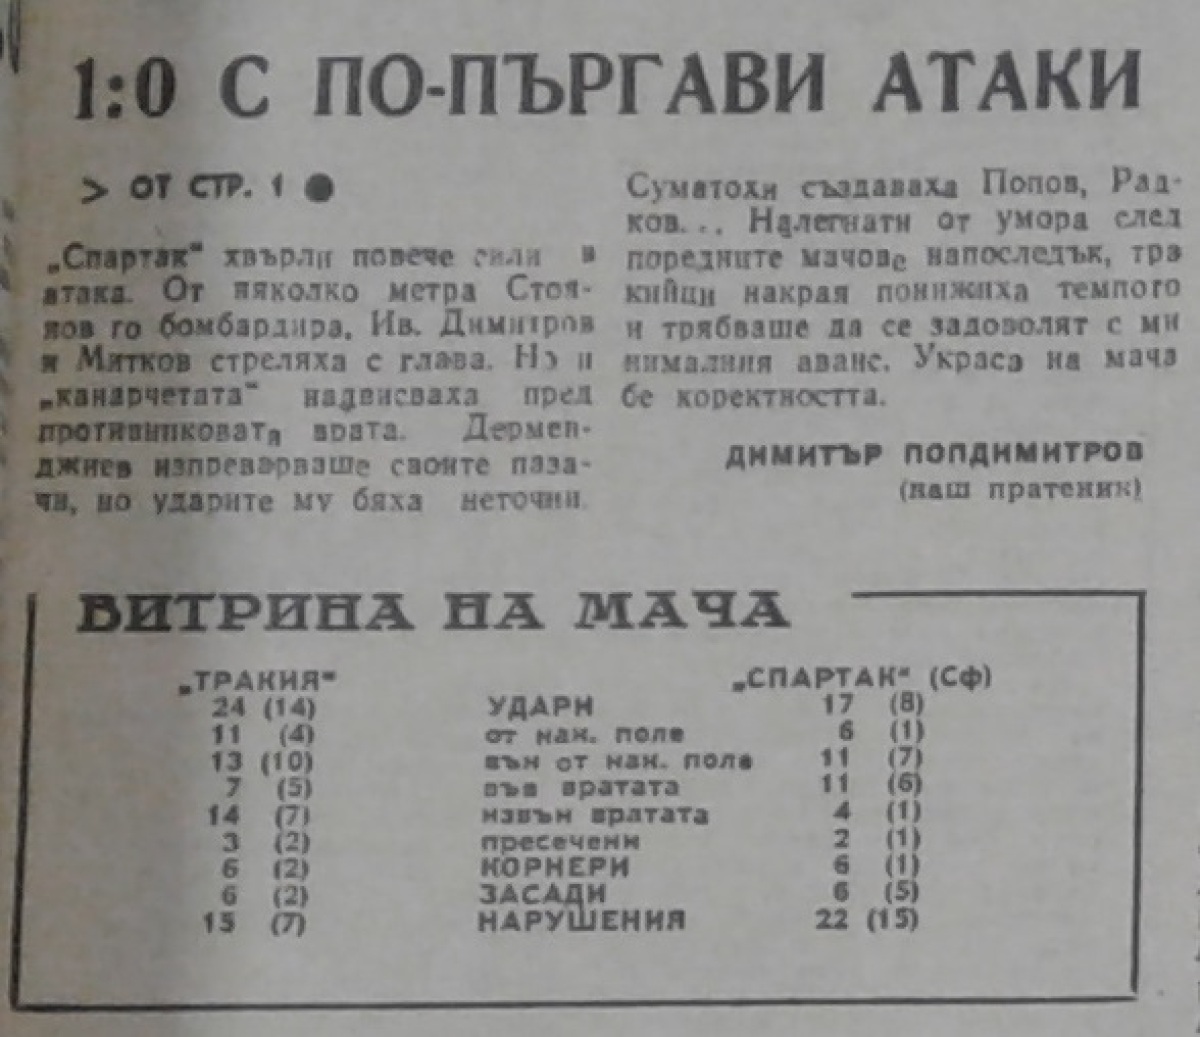 1:0 С ПО-ПЪРГАВИ АТАКИ
> ОТ СТР. 1 ●
„Спартак“ хвърли повече сили в
атака. От няколко метра Стоя-
нов го бомбардира. Ив. Димитров
и Митков стреляха с глава. Но и
„канарчетата“ надвисваха пред
противниковата врата. Дермен-
джиев изпреварваше своите паза-
чи, но ударите му бяха неточни.
Суматохи създаваха Попов, Рад-
ков... Налегнати от умора след
поредните мачове напоследък, тра
кийци накрая понижиха темпото
и трябваше да се задоволят с ми
нималния аванс. Украса на мача
бе коректността.
ДИМИТЪР ПОПДИМИТРОВ
(наш пратеник)
ВИТРИНА НА МАЧА
„ТРАКИЯ“ „СПАРТАК“ (Сф)
24 (14) УДАРИ 17 (8)
11 (4) от нак. поле 6 (1)
13 (10) вън от нак. поле 11 (7)
7 (5) във вратата 11 (6)
14 (7) извън вратата 4 (1)
3 (2) пресечени 2 (1)
6 (2) КОРНЕРИ 6 (1)
6 (2) ЗАСАДИ 6 (5)
15 (7) НАРУШЕНИЯ 22 (15)